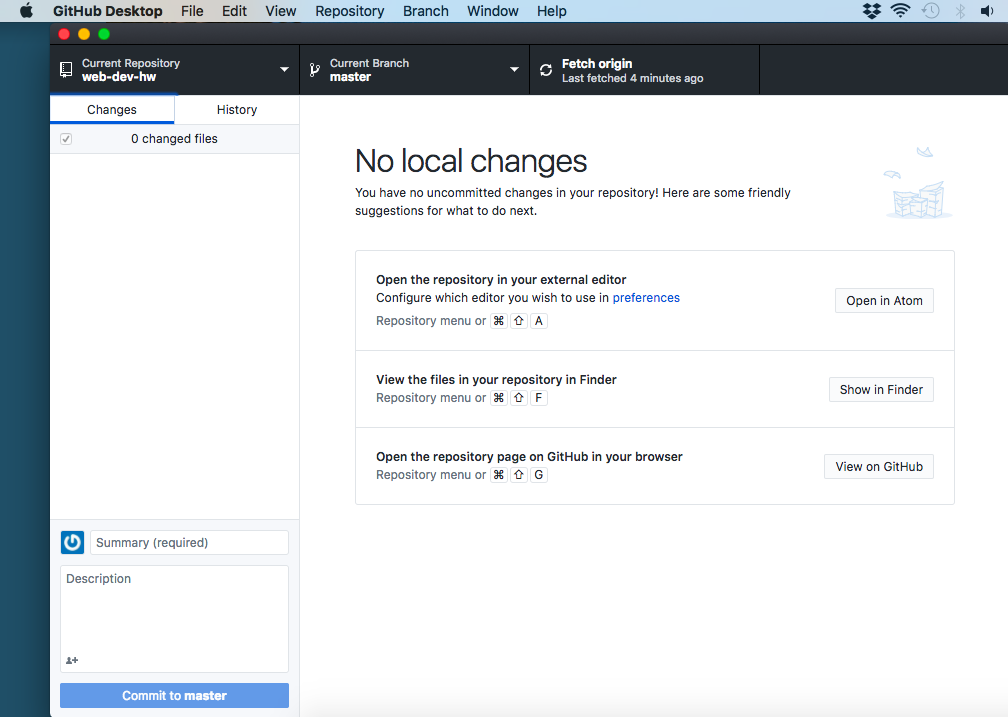 GitHub Desktop File Edit View Repository Branch Window Help
Current Repository
web-dev-hw
Current Branch
master
Fetch origin
Last fetched 4 minutes ago
Changes
History
0 changed files
No local changes
You have no uncommitted changes in your repository! Here are some friendly
suggestions for what to do next.
Open the repository in your external editor
Configure which editor you wish to use in preferences
Repository menu or ⌘ ⇧ A
Open in Atom
View the files in your repository in Finder
Repository menu or ⌘ ⇧ F
Show in Finder
Open the repository page on GitHub in your browser
Repository menu or ⌘ ⇧ G
View on GitHub
Summary (required)
Description
Commit to master